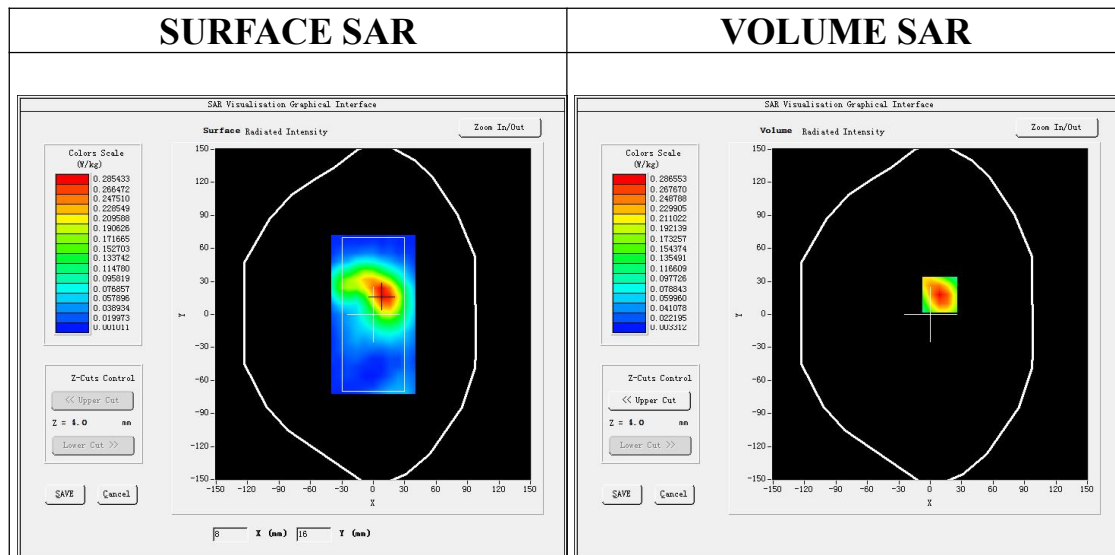 SURFACE SAR
VOLUME SAR
SAR Visualisation Graphical Interface
Surface Radiated Intensity
Zoom In/Out
Colors Scale
(W/kg)
0.285433
0.266472
0.247510
0.228549
0.209588
0.190626
0.171665
0.152703
0.133742
0.114780
0.095819
0.076857
0.057896
0.038934
0.019973
0.001011
Z-Cuts Control
<< Upper Cut
Z = 4.0 mm
Lower Cut >>
SAVE Cancel
150
120
90
60
30
0
-30
-60
-90
-120
-150
Y
-150 -120 -90 -60 -30 0 30 60 90 120 150
X
8 X (mm) 16 Y (mm)
SAR Visualisation Graphical Interface
Volume Radiated Intensity
Zoom In/Out
Colors Scale
(W/kg)
0.286553
0.267670
0.248788
0.229905
0.211022
0.192139
0.173257
0.154374
0.135491
0.116609
0.097726
0.078843
0.059960
0.041078
0.022195
0.003312
Z-Cuts Control
<< Upper Cut
Z = 4.0 mm
Lower Cut >>
SAVE Cancel
150
120
90
60
30
0
-30
-60
-90
-120
-150
Y
-150 -120 -90 -60 -30 0 30 60 90 120 150
X